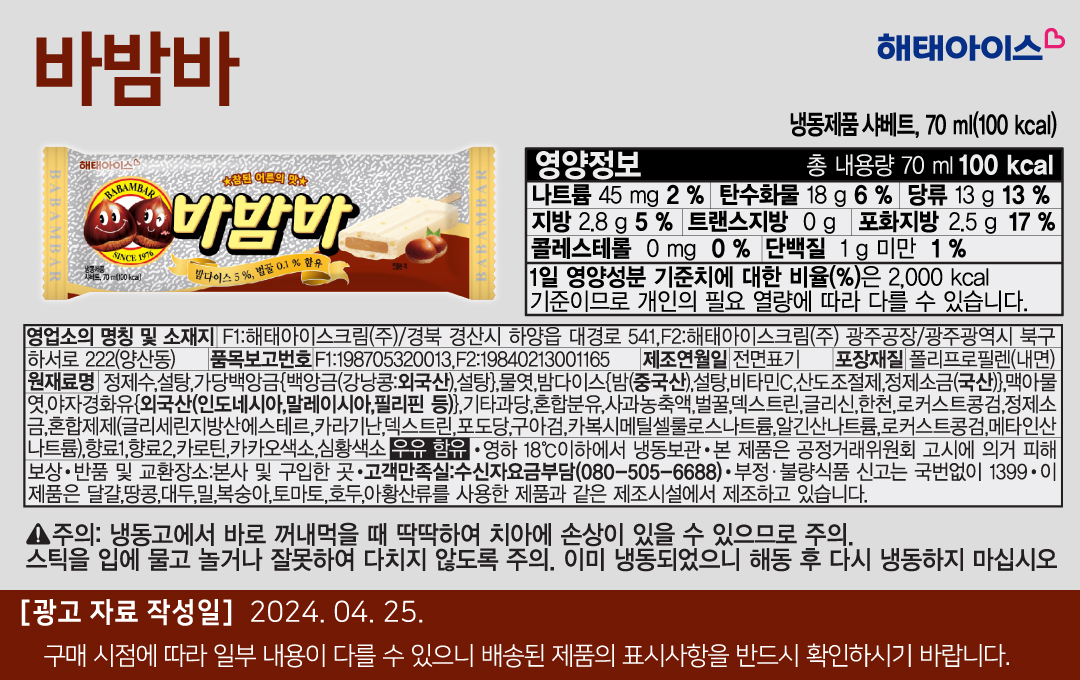 바밤바
해태아이스
냉동제품 샤베트, 70 ml(100 kcal)
해태아이스
BABAMBAR
BABAMBAR
SINCE 1976
★참된 어른의 맛★
바밤바
밤다이스 5%, 벌꿀 0.1% 함유
냉동제품
샤베트, 70 ml(100 kcal)
BABAMBAR
영양정보 총 내용량 70 ml 100 kcal
나트륨 45 mg 2 % 탄수화물 18 g 6 % 당류 13 g 13 %
지방 2.8 g 5 % 트랜스지방 0 g 포화지방 2.5 g 17 %
콜레스테롤 0 mg 0 % 단백질 1 g 미만 1 %
1일 영양성분 기준치에 대한 비율(%)은 2,000 kcal
기준이므로 개인의 필요 열량에 따라 다를 수 있습니다.
영업소의 명칭 및 소재지 F1:해태아이스크림(주)/경북 경산시 하양읍 대경로 541,F2:해태아이스크림(주) 광주공장/광주광역시 북구
하서로 222(양산동) 품목보고번호 F1:198705320013,F2:19840213001165 제조연월일 전면표기 포장재질 폴리프로필렌(내면)
원재료명 정제수,설탕,가당백앙금{백앙금(강낭콩:외국산),설탕},물엿,밤다이스{밤(중국산),설탕,비타민C,산도조절제,정제소금(국산)},맥아물
엿,야자경화유{외국산(인도네시아,말레이시아,필리핀 등)},기타과당,혼합분유,사과농축액,벌꿀,덱스트린,글리신,한천,로커스트콩검,정제소
금,혼합제제(글리세린지방산에스테르,카라기난,덱스트린,포도당,구아검,카복시메틸셀룰로스나트륨,알긴산나트륨,로커스트콩검,메타인산
나트륨),향료1,향료2,카로틴,카카오색소,심황색소 우유 함유 •영하 18℃이하에서 냉동보관•본 제품은 공정거래위원회 고시에 의거 피해
보상•반품 및 교환장소:본사 및 구입한 곳•고객만족실:수신자요금부담(080-505-6688)•부정·불량식품 신고는 국번없이 1399•이
제품은 달걀,땅콩,대두,밀,복숭아,토마토,호두,아황산류를 사용한 제품과 같은 제조시설에서 제조하고 있습니다.
⚠주의: 냉동고에서 바로 꺼내먹을 때 딱딱하여 치아에 손상이 있을 수 있으므로 주의.
스틱을 입에 물고 놀거나 잘못하여 다치지 않도록 주의. 이미 냉동되었으니 해동 후 다시 냉동하지 마십시오
[광고 자료 작성일] 2024. 04. 25.
구매 시점에 따라 일부 내용이 다를 수 있으니 배송된 제품의 표시사항을 반드시 확인하시기 바랍니다.